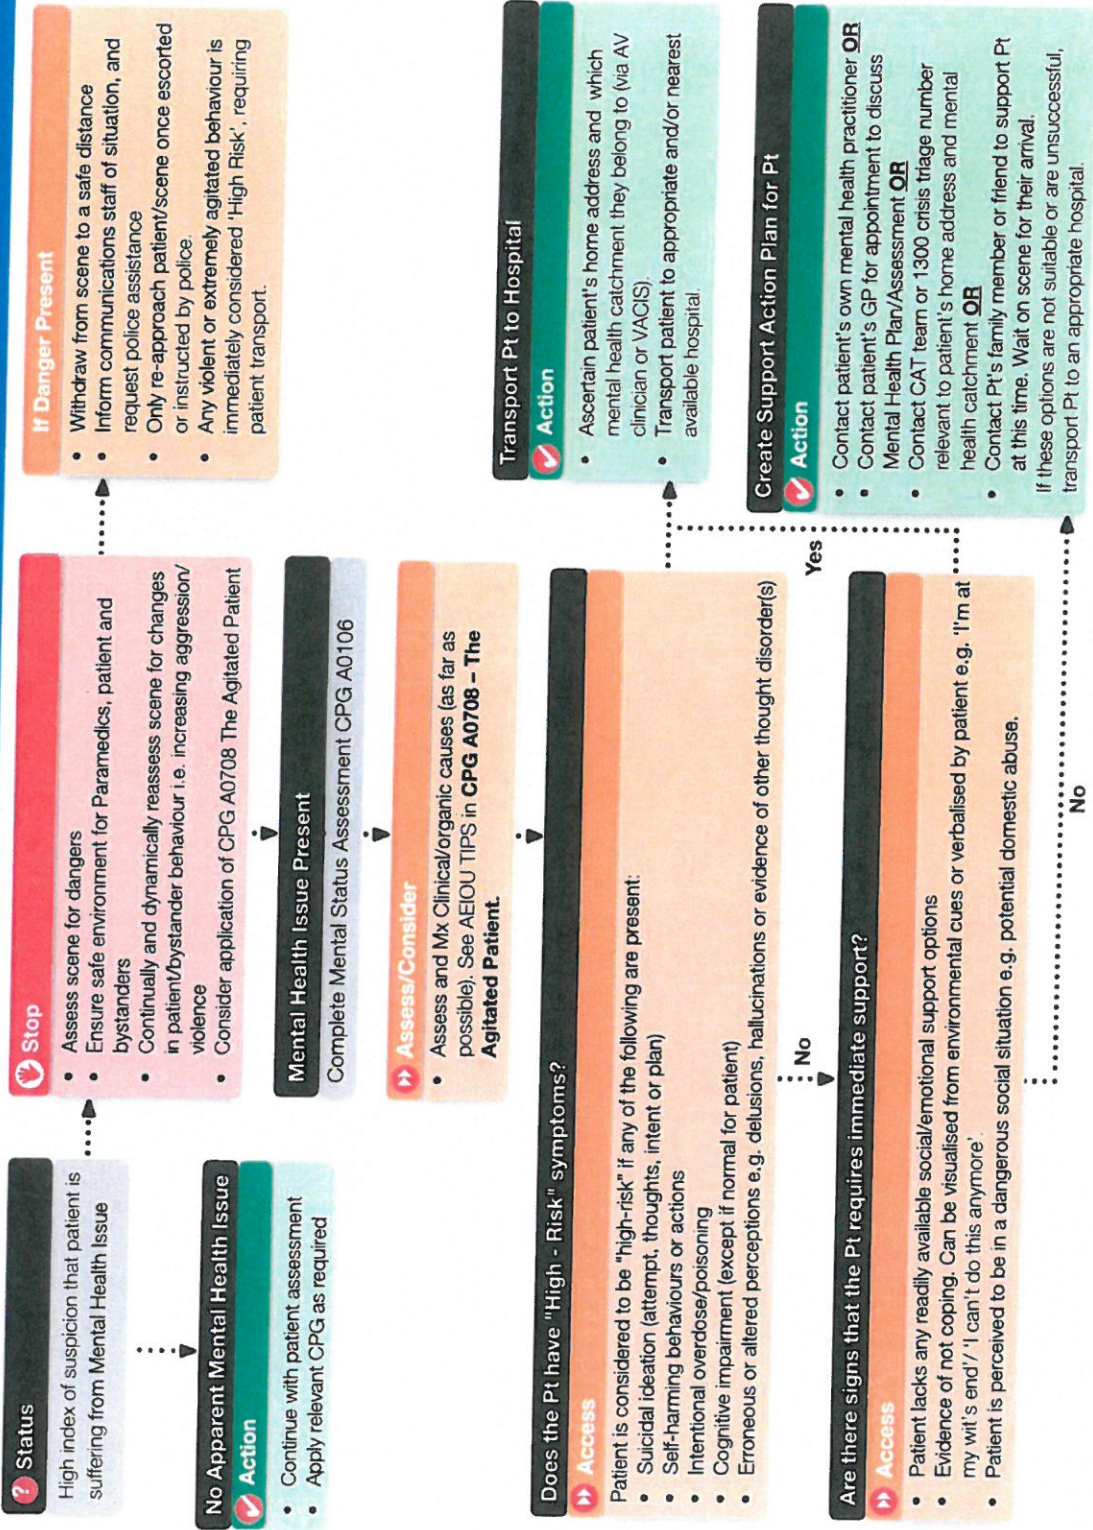 Status
High index of suspicion that patient is
suffering from Mental Health Issue
No Apparent Mental Health Issue
Action
• Continue with patient assessment
• Apply relevant CPG as required
Stop
• Assess scene for dangers
• Ensure safe environment for Paramedics, patient and
bystanders
• Continually and dynamically reassess scene for changes
in patient/bystander behaviour i.e. increasing aggression/
violence
• Consider application of CPG A0708 The Agitated Patient
If Danger Present
• Withdraw from scene to a safe distance
• Inform communications staff of situation, and
request police assistance
• Only re-approach patient/scene once escorted
or instructed by police.
• Any violent or extremely agitated behaviour is
immediately considered 'High Risk', requiring
patient transport.
Mental Health Issue Present
Complete Mental Status Assessment CPG A0106
Assess/Consider
• Assess and Mx Clinical/organic causes (as far as
possible). See AEIOU TIPS in CPG A0708 – The
Agitated Patient.
Does the Pt have "High - Risk" symptoms?
Access
Patient is considered to be "high-risk" if any of the following are present:
• Suicidal ideation (attempt, thoughts, intent or plan)
• Self-harming behaviours or actions
• Intentional overdose/poisoning
• Cognitive impairment (except if normal for patient)
• Erroneous or altered perceptions e.g. delusions, hallucinations or evidence of other thought disorder(s)
Yes
No
Transport Pt to Hospital
Action
• Ascertain patient's home address and which
mental health catchment they belong to (via AV
clinician or VACIS).
• Transport patient to appropriate and/or nearest
available hospital.
Are there signs that the Pt requires immediate support?
Access
• Patient lacks any readily available social/emotional support options
• Evidence of not coping. Can be visualised from environmental cues or verbalised by patient e.g. 'I'm at
my wit's end'/ 'I can't do this anymore'.
• Patient is perceived to be in a dangerous social situation e.g. potential domestic abuse.
No
Create Support Action Plan for Pt
Action
• Contact patient's own mental health practitioner OR
• Contact patient's GP for appointment to discuss
Mental Health Plan/Assessment OR
• Contact CAT team or 1300 crisis triage number
relevant to patient's home address and mental
health catchment OR
• Contact Pt's family member or friend to support Pt
at this time. Wait on scene for their arrival.
If these options are not suitable or are unsuccessful,
transport Pt to an appropriate hospital.